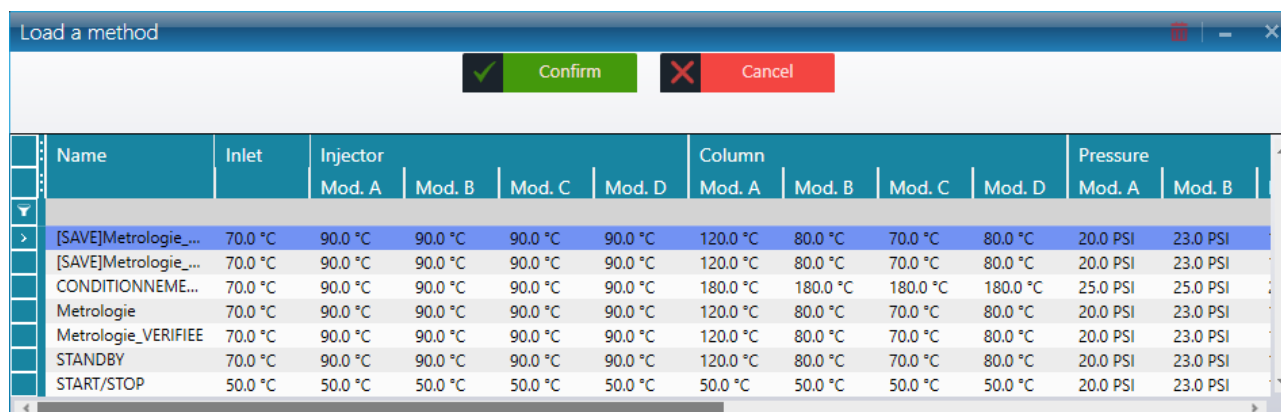 Load a method
Confirm Cancel
Name Inlet Injector Column Pressure
Mod. A Mod. B Mod. C Mod. D Mod. A Mod. B Mod. C Mod. D Mod. A Mod. B
[SAVE]Metrologie_... 70.0 °C 90.0 °C 90.0 °C 90.0 °C 90.0 °C 120.0 °C 80.0 °C 70.0 °C 80.0 °C 20.0 PSI 23.0 PSI
[SAVE]Metrologie_... 70.0 °C 90.0 °C 90.0 °C 90.0 °C 90.0 °C 120.0 °C 80.0 °C 70.0 °C 80.0 °C 20.0 PSI 23.0 PSI
CONDITIONNEME... 70.0 °C 90.0 °C 90.0 °C 90.0 °C 90.0 °C 180.0 °C 180.0 °C 180.0 °C 180.0 °C 25.0 PSI 25.0 PSI
Metrologie 70.0 °C 90.0 °C 90.0 °C 90.0 °C 90.0 °C 120.0 °C 80.0 °C 70.0 °C 80.0 °C 20.0 PSI 23.0 PSI
Metrologie_VERIFIEE 70.0 °C 90.0 °C 90.0 °C 90.0 °C 90.0 °C 120.0 °C 80.0 °C 70.0 °C 80.0 °C 20.0 PSI 23.0 PSI
STANDBY 70.0 °C 90.0 °C 90.0 °C 90.0 °C 90.0 °C 120.0 °C 80.0 °C 70.0 °C 80.0 °C 20.0 PSI 23.0 PSI
START/STOP 50.0 °C 50.0 °C 50.0 °C 50.0 °C 50.0 °C 50.0 °C 50.0 °C 50.0 °C 50.0 °C 20.0 PSI 23.0 PSI